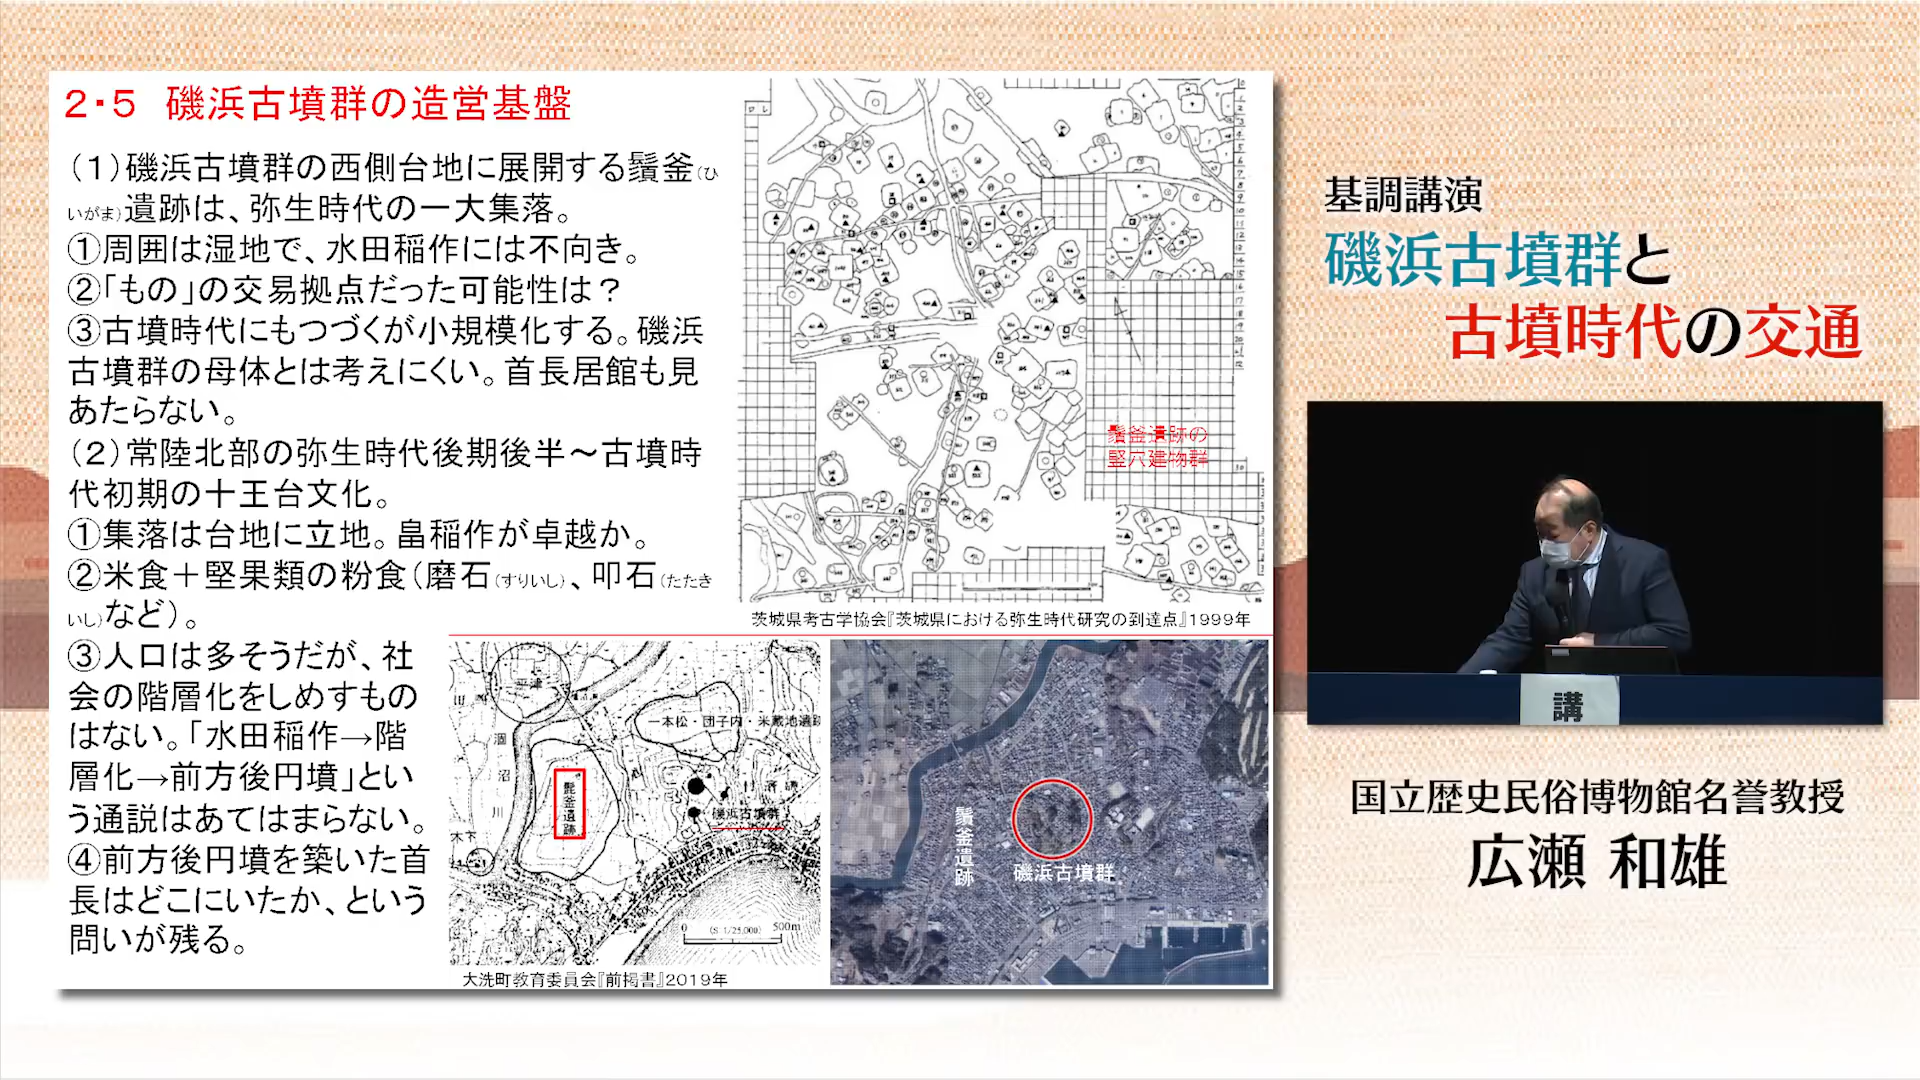 2・5 磯浜古墳群の造営基盤
（1）磯浜古墳群の西側台地に展開する鬚釜（ひ
いがま）遺跡は、弥生時代の一大集落。
①周囲は湿地で、水田稲作には不向き。
②「もの」の交易拠点だった可能性は？
③古墳時代にもつづくが小規模化する。磯浜
古墳群の母体とは考えにくい。首長居館も見
あたらない。
（2）常陸北部の弥生時代後期後半～古墳時
代初期の十王台文化。
①集落は台地に立地。畠稲作が卓越か。
②米食＋堅果類の粉食（磨石（すりいし）、叩石（たたき
いし）など）。
③人口は多そうだが、社
会の階層化をしめすもの
はない。「水田稲作→階
層化→前方後円墳」とい
う通説はあてはまらない。
④前方後円墳を築いた首
長はどこにいたか、という
問いが残る。
鬚釜遺跡の
竪穴建物群
茨城県考古学協会『茨城県における弥生時代研究の到達点』1999年
平津
一本松・団子内・米蔵地遺跡
涸沼川
髭釜遺跡
磯浜古墳群
木下
0 (S 1/25,000) 500m
大洗町教育委員会『前掲書』2019年
鬚釜遺跡
磯浜古墳群
基調講演
磯浜古墳群と
古墳時代の交通
講
国立歴史民俗博物館名誉教授
広瀬 和雄